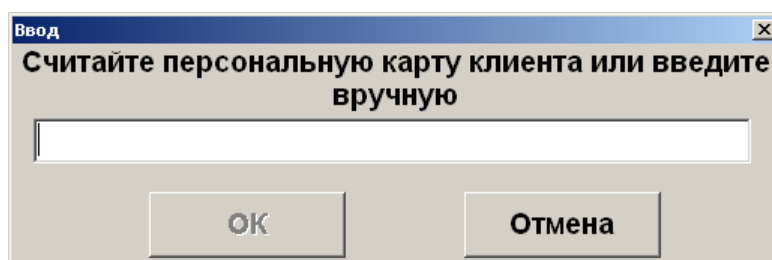 Ввод
Считайте персональную карту клиента или введите
вручную
ОК
Отмена